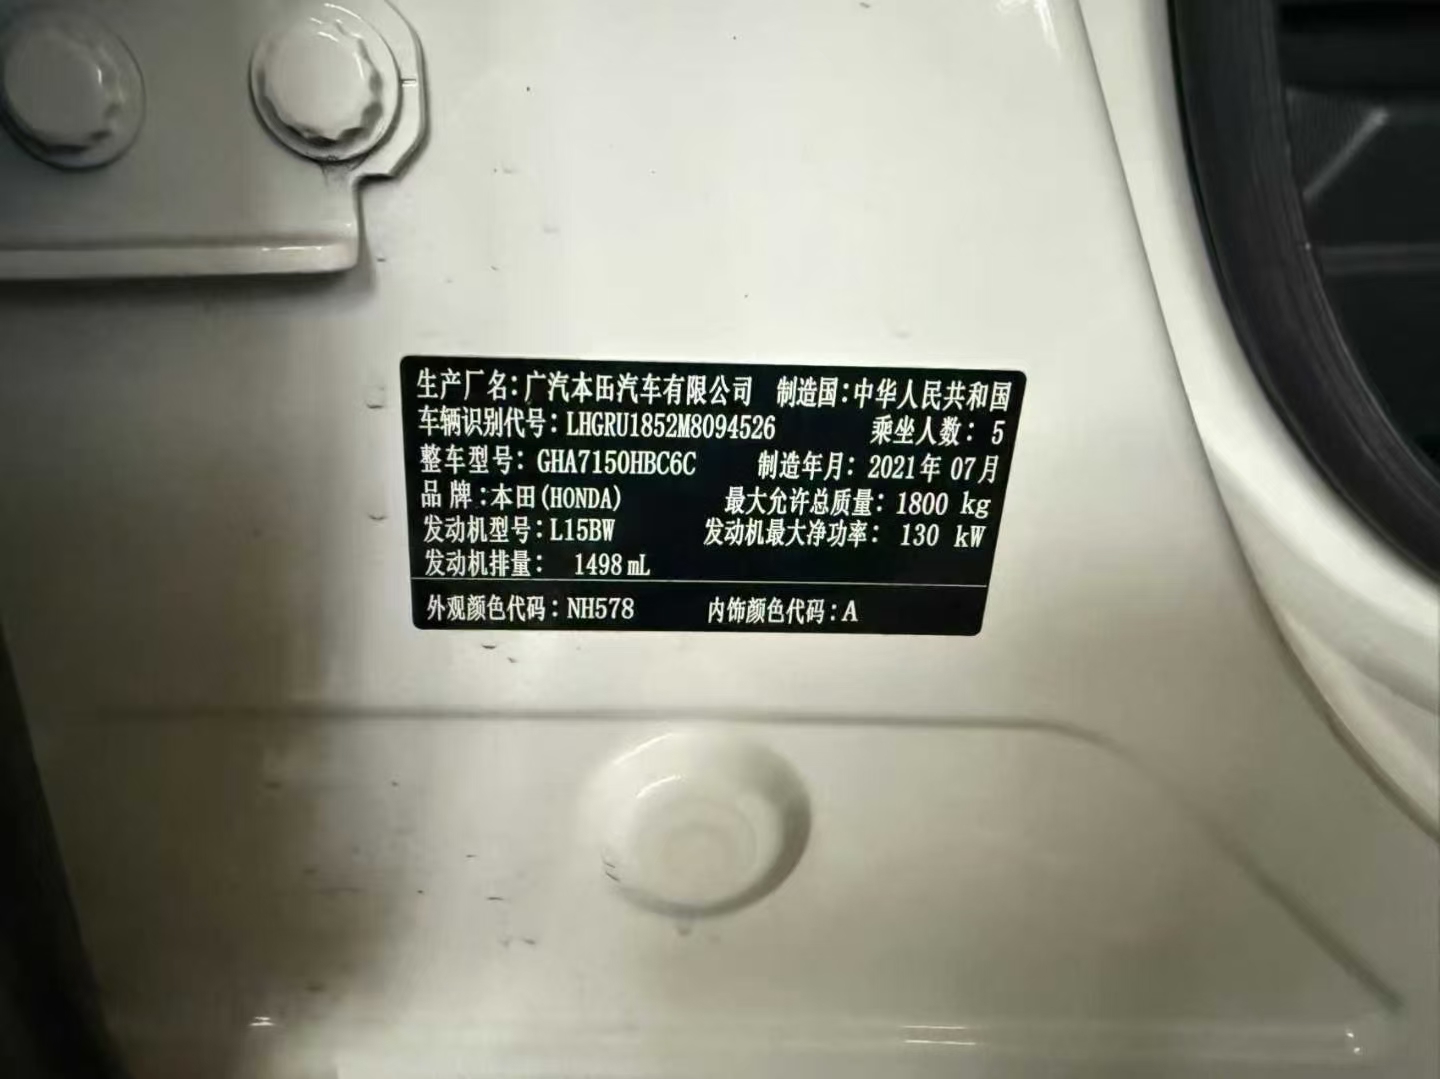 生产厂名:广汽本田汽车有限公司 制造国:中华人民共和国
车辆识别代号:LHGRU1852M8094526 乘坐人数: 5
整车型号:GHA7150HBC6C 制造年月: 2021年 07月
品 牌:本田(HONDA) 最大允许总质量: 1800 kg
发动机型号:L15BW 发动机最大净功率: 130 kW
发动机排量: 1498mL
外观颜色代码:NH578 内饰颜色代码:A